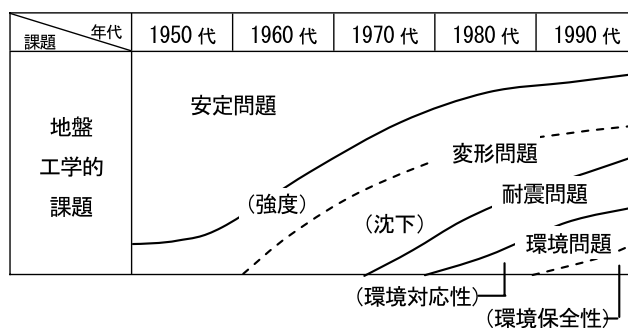 年代
課題
1950 代 1960 代 1970 代 1980 代 1990 代
地盤
工学的
課題
安定問題
変形問題
耐震問題
(強度)
(沈下)
環境問題
(環境対応性)
(環境保全性)